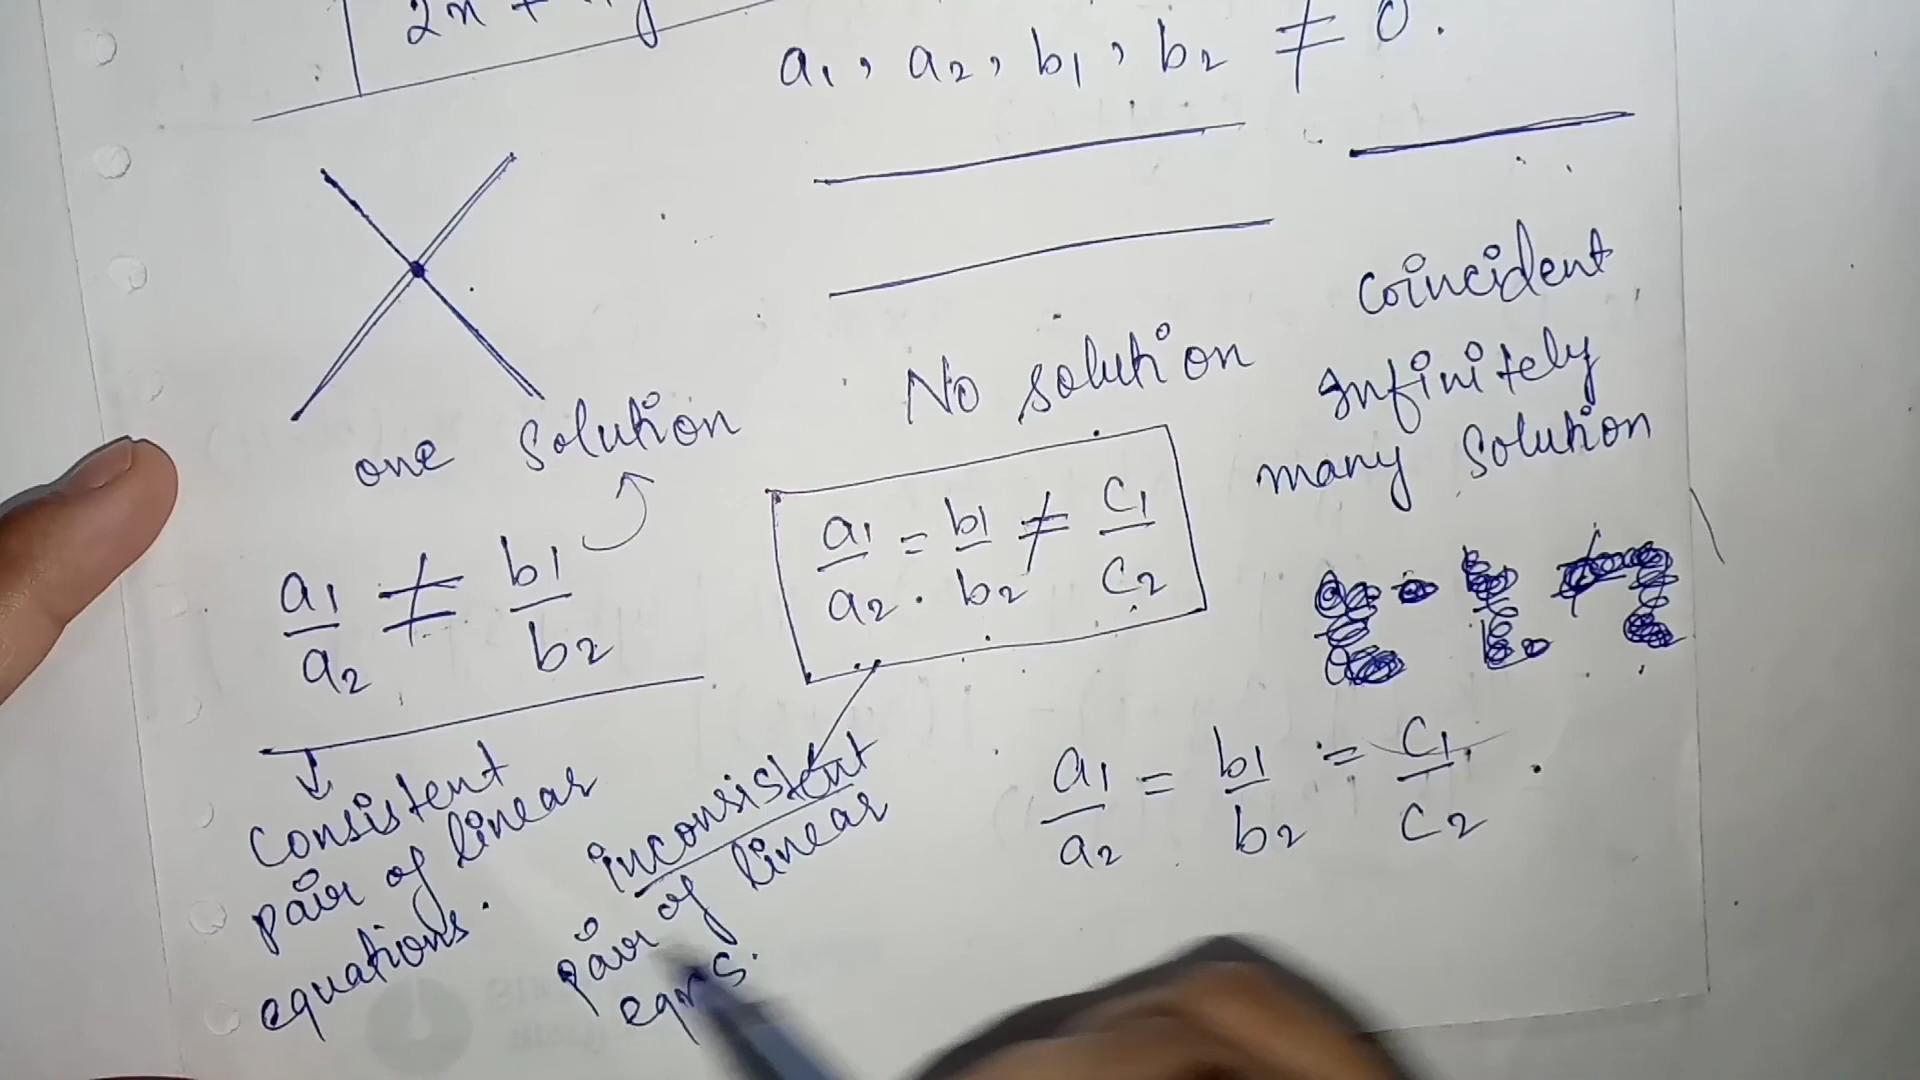 2x +
a1, a2, b1, b2 ≠ 0.
one solution
a1/a2 ≠ b1/b2
Consistent
pair of linear
equations.
No solution
a1/a2 = b1/b2 ≠ c1/c2
inconsistent
pair of linear
eqns.
coincident
Infinitely
many solution
a1/a2 = b1/b2 = c1/c2